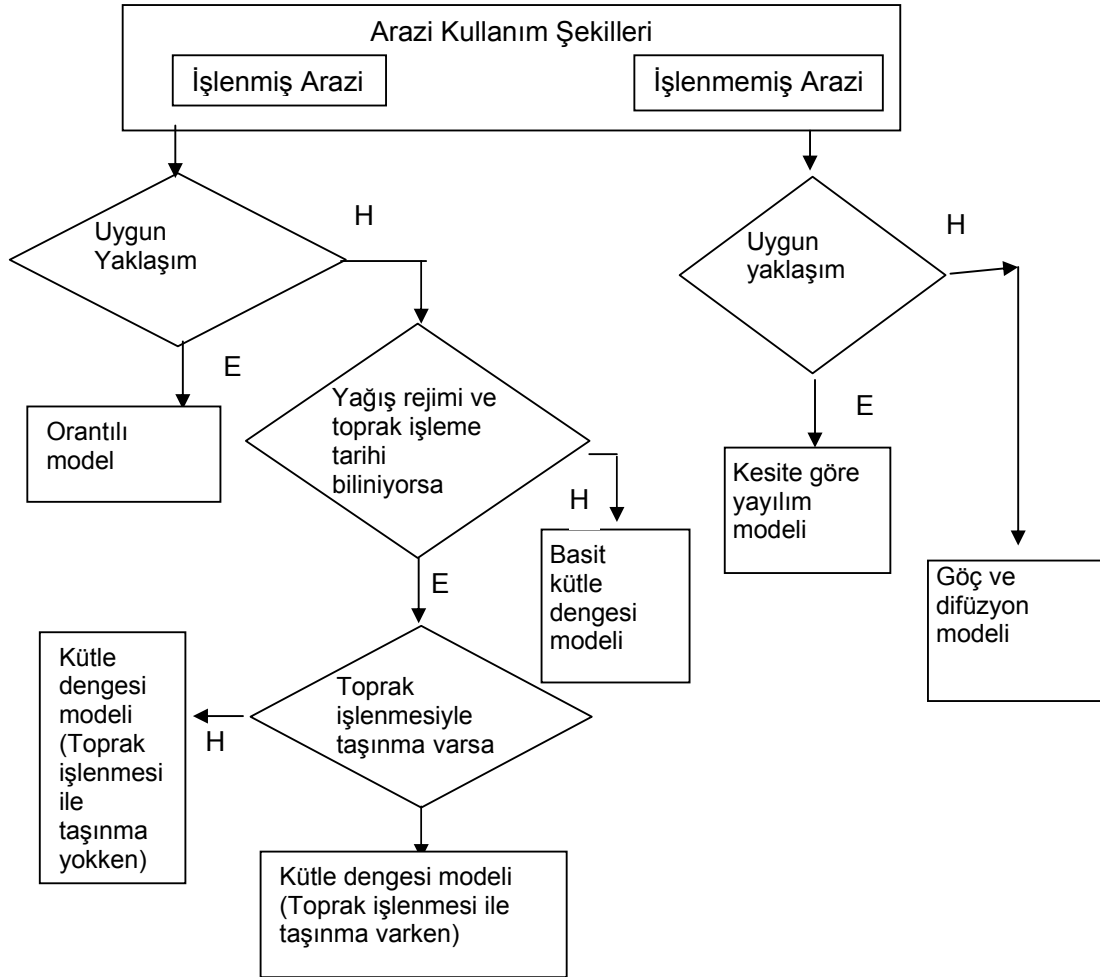 Arazi Kullanım Şekilleri
İşlenmiş Arazi
İşlenmemiş Arazi
Uygun
Yaklaşım
H
E
Orantılı
model
Yağış rejimi ve
toprak işleme
tarihi
biliniyorsa
H
Basit
kütle
dengesi
modeli
E
Toprak
işlenmesiyle
taşınma varsa
H
Kütle
dengesi
modeli
(Toprak
işlenmesi
ile
taşınma
yokken)
Kütle dengesi modeli
(Toprak işlenmesi ile
taşınma varken)
Uygun
yaklaşım
H
E
Kesite göre
yayılım
modeli
Göç ve
difüzyon
modeli